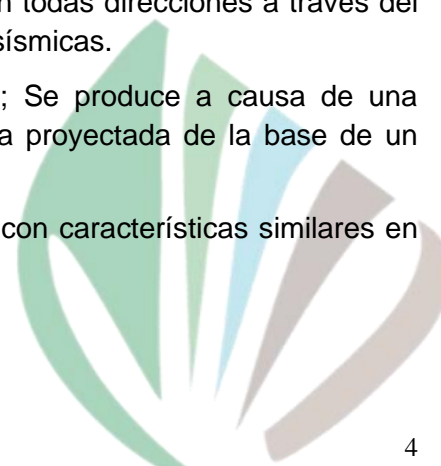 n todas direcciones a través del
sísmicas.
; Se produce a causa de una
a proyectada de la base de un
con características similares en
4